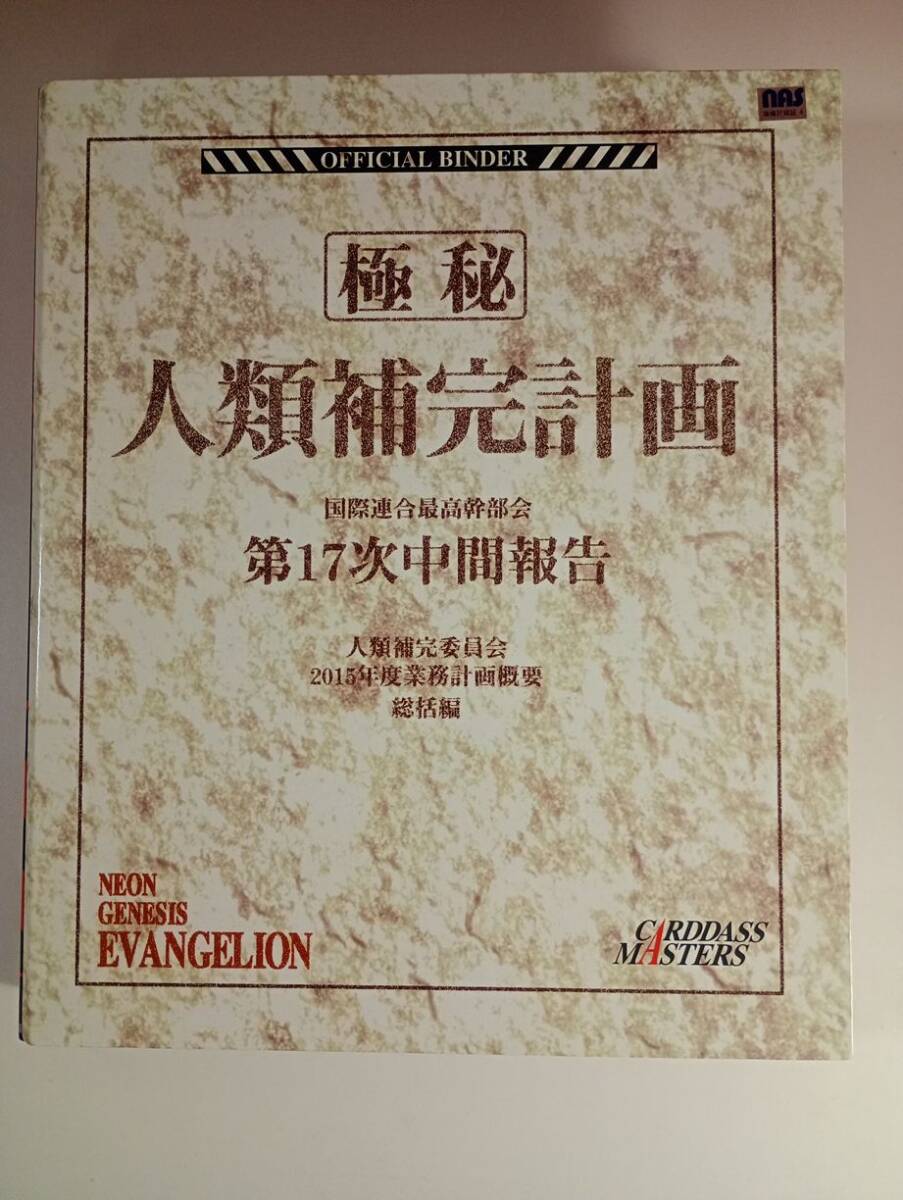 nas
OFFICIAL BINDER
極秘
人類補完計画
国際連合最高幹部会
第17次中間報告
人類補完委員会
2015年度業務計画概要
総括編
NEON
GENESIS
EVANGELION
CARDDASS
MASTERS